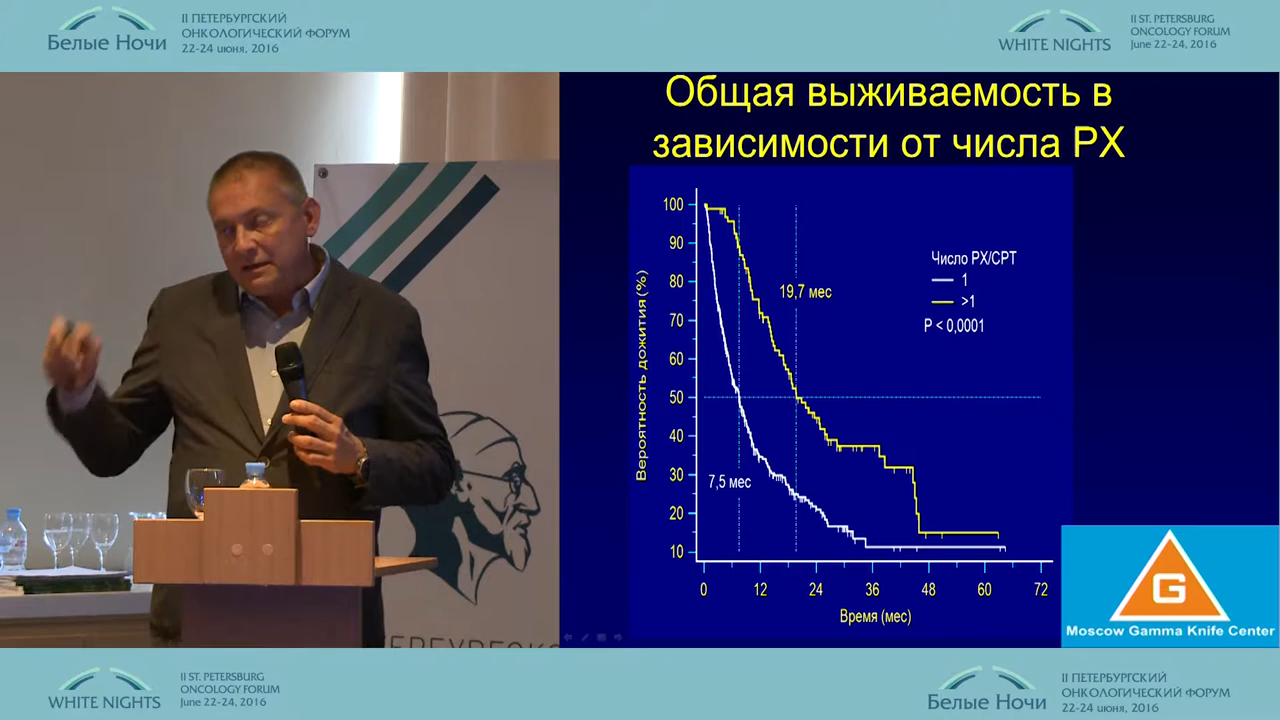 II ПЕТЕРБУРГСКИЙ
ОНКОЛОГИЧЕСКИЙ ФОРУМ
22-24 июня, 2016
Белые Ночи
II ST. PETERSBURG
ONCOLOGY FORUM
June 22-24, 2016
WHITE NIGHTS
Общая выживаемость в
зависимости от числа РХ
Вероятность дожития (%)
100
90
80
70
60
50
40
30
20
10
19,7 мес
7,5 мес
Число РХ/СРТ
1
>1
P < 0,0001
0 12 24 36 48 60 72
Время (мес)
G
Moscow Gamma Knife Center
WHITE NIGHTS
II ST. PETERSBURG
ONCOLOGY FORUM
June 22-24, 2016
Белые Ночи
II ПЕТЕРБУРГСКИЙ
ОНКОЛОГИЧЕСКИЙ ФОРУМ
22-24 июня, 2016